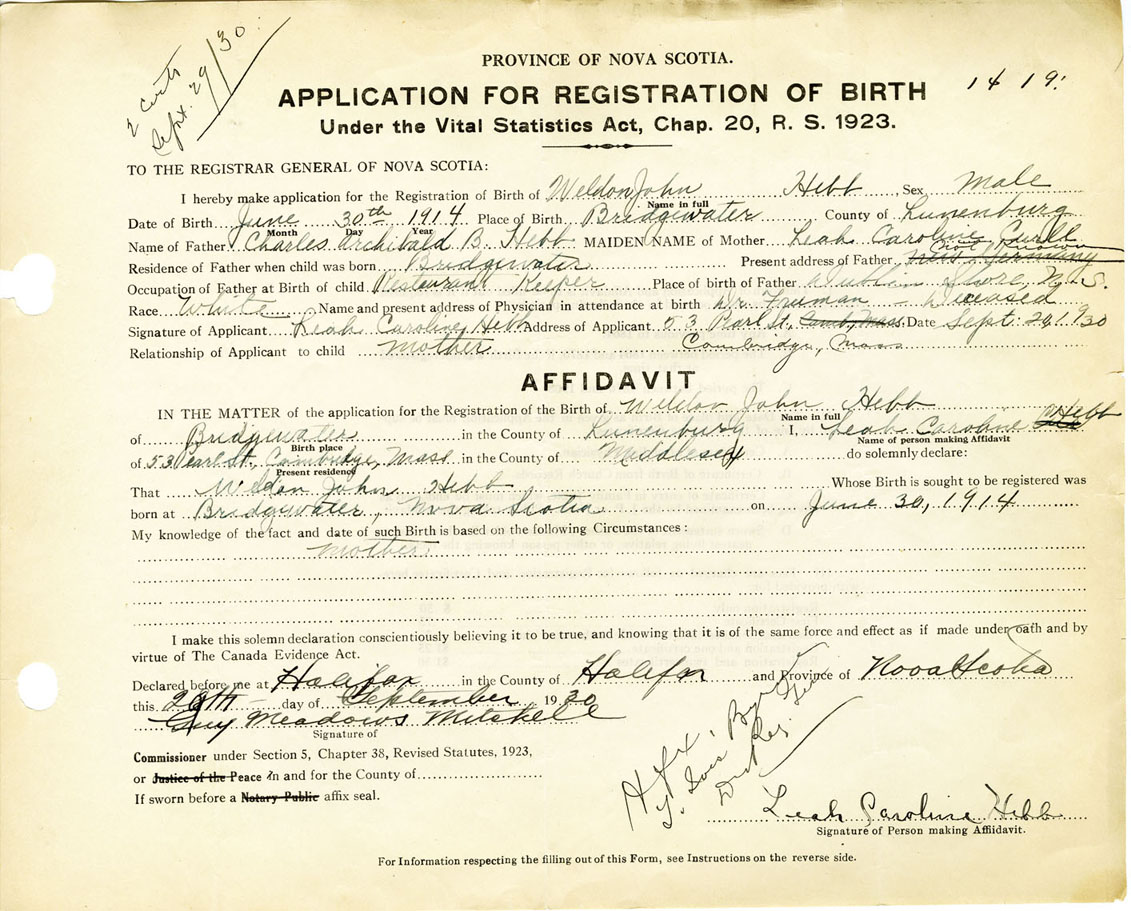 2 certs
Sept. 29/30
PROVINCE OF NOVA SCOTIA.
14 19.
APPLICATION FOR REGISTRATION OF BIRTH
Under the Vital Statistics Act, Chap. 20, R. S. 1923.
TO THE REGISTRAR GENERAL OF NOVA SCOTIA:
I hereby make application for the Registration of Birth of Weldon John Hebb, Sex Male
Name in full
Date of Birth June 30th 1914 Place of Birth Bridgewater County of Lunenburg
Month Day Year
Name of Father Charles Archibald B. Hebb MAIDEN NAME of Mother Leah Caroline
Residence of Father when child was born Bridgewater Present address of Father Germany
Occupation of Father at Birth of child Restaurant Keeper Place of birth of Father Dublin Shore, N.S.
Race White Name and present address of Physician in attendance at birth Dr. Fruman - Deceased
Signature of Applicant Leah Caroline Hebb Address of Applicant 53 Pearl St., Camb, Mass. Date Sept. 29, 1930
Relationship of Applicant to child Mother Cambridge, Mass
AFFIDAVIT
IN THE MATTER of the application for the Registration of the Birth of Weldon John Hebb
Name in full
of Bridgewater in the County of Lunenburg I, Leah Caroline Hebb
Birth place
Name of person making Affidavit
of 53 Pearl St., Cambridge, Mass in the County of Middlesex do solemnly declare:
Present residency
That Weldon John Hebb Whose Birth is sought to be registered was
born at Bridgewater, Nova Scotia on June 30, 1914
My knowledge of the fact and date of such Birth is based on the following Circumstances:
Mother
I make this solemn declaration conscientiously believing it to be true, and knowing that it is of the same force and effect as if made under oath and by
virtue of The Canada Evidence Act.
Declared before me at Halifax in the County of Halifax and Province of Nova Scotia
this 29th day of September 1930
Guy Meadows Mitchell
Signature of
Commissioner under Section 5, Chapter 38, Revised Statutes, 1923,
or Justice of the Peace in and for the County of
If sworn before a Notary Public affix seal.
Leah Caroline Hebb
Signature of Person making Affidavit.
For Information respecting the filling out of this Form, see Instructions on the reverse side.